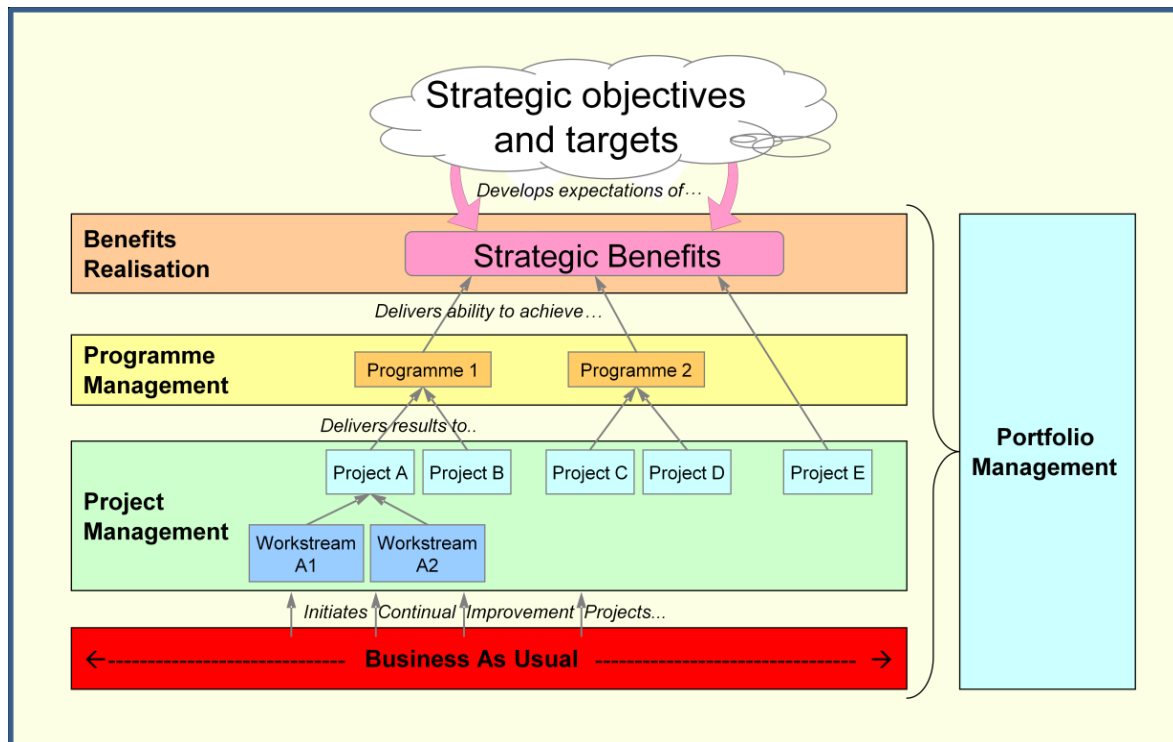 Strategic objectives
and targets
Develops expectations of…
Benefits
Realisation
Strategic Benefits
Delivers ability to achieve…
Programme
Management
Programme 1
Programme 2
Delivers results to..
Project
Management
Project A
Project B
Project C
Project D
Project E
Workstream
A1
Workstream
A2
Initiates Continual Improvement Projects...
←------------------------------ Business As Usual ---------------------------------→
Portfolio
Management